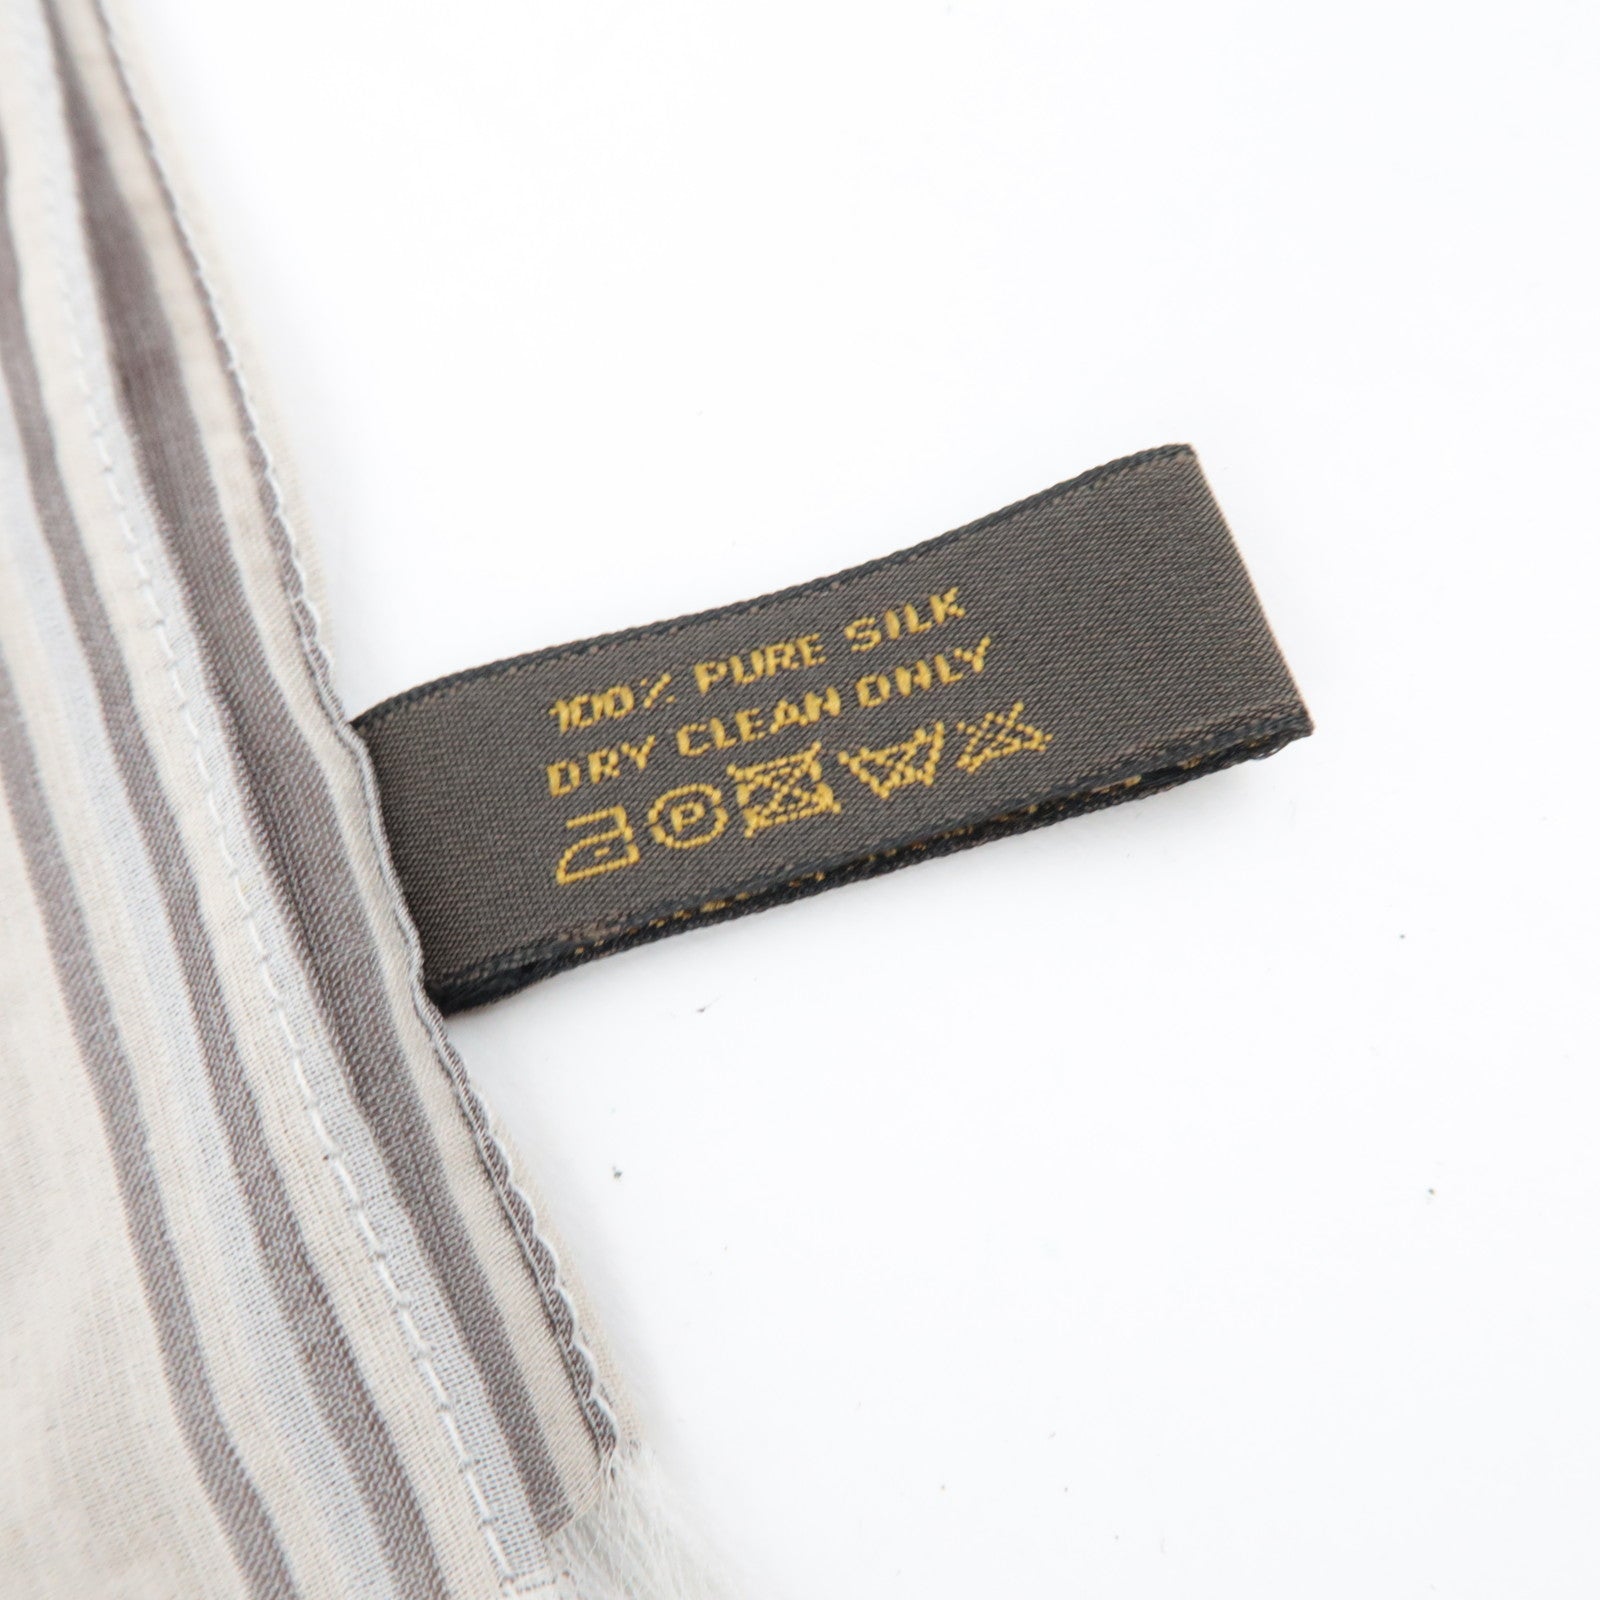 100% PURE SILK
DRY CLEAN ONLY
P